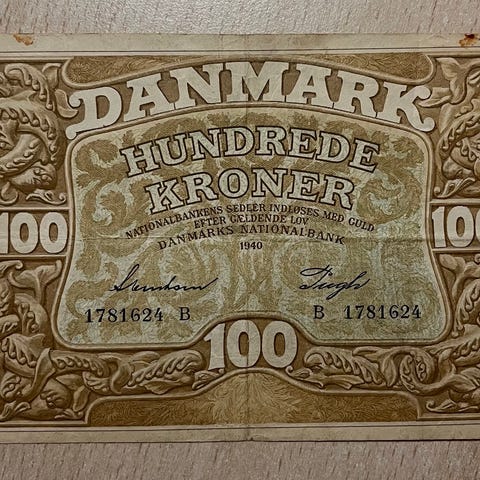 DANMARK
HUNDREDE
KRONER
NATIONALBANKENS SEDLER INDLØSES MED GULD
EFTER GÆLDENDE LOV
DANMARKS NATIONALBANK
1940
100 100
1781624 B B 1781624
100